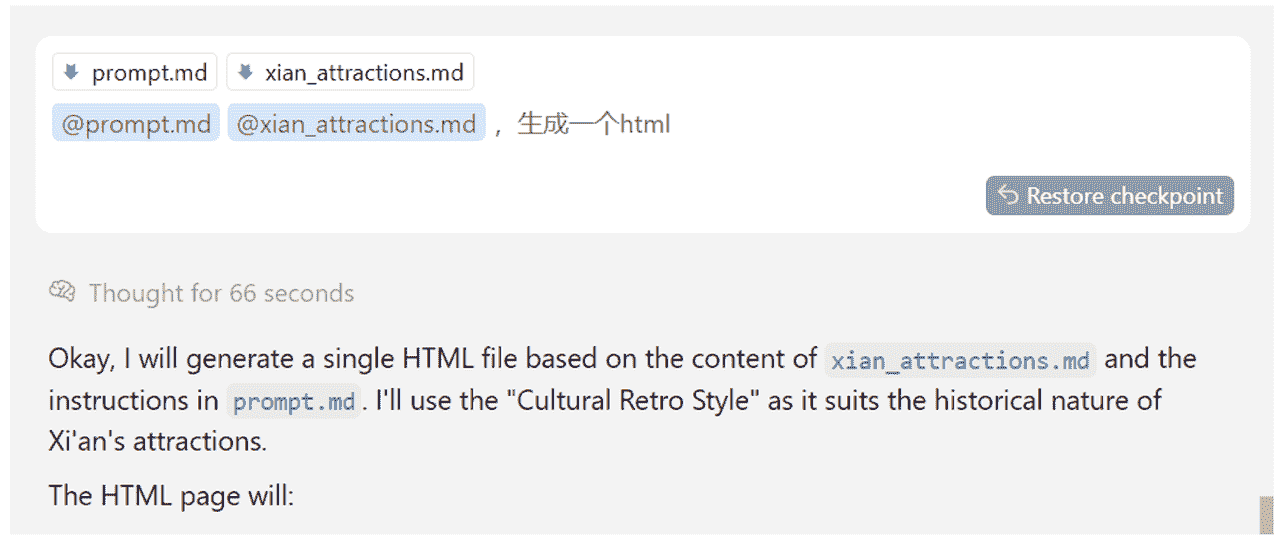 prompt.md xian_attractions.md
@prompt.md @xian_attractions.md ，生成一个html
Restore checkpoint
Thought for 66 seconds
Okay, I will generate a single HTML file based on the content of xian_attractions.md and the
instructions in prompt.md. I'll use the "Cultural Retro Style" as it suits the historical nature of
Xi'an's attractions.
The HTML page will: